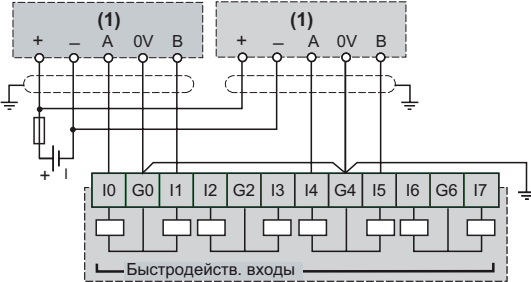 (1) (1)
+ – A 0V B + – A 0V B
+ I
I0 G0 I1 I2 G2 I3 I4 G4 I5 I6 G6 I7
Быстродейств. входы